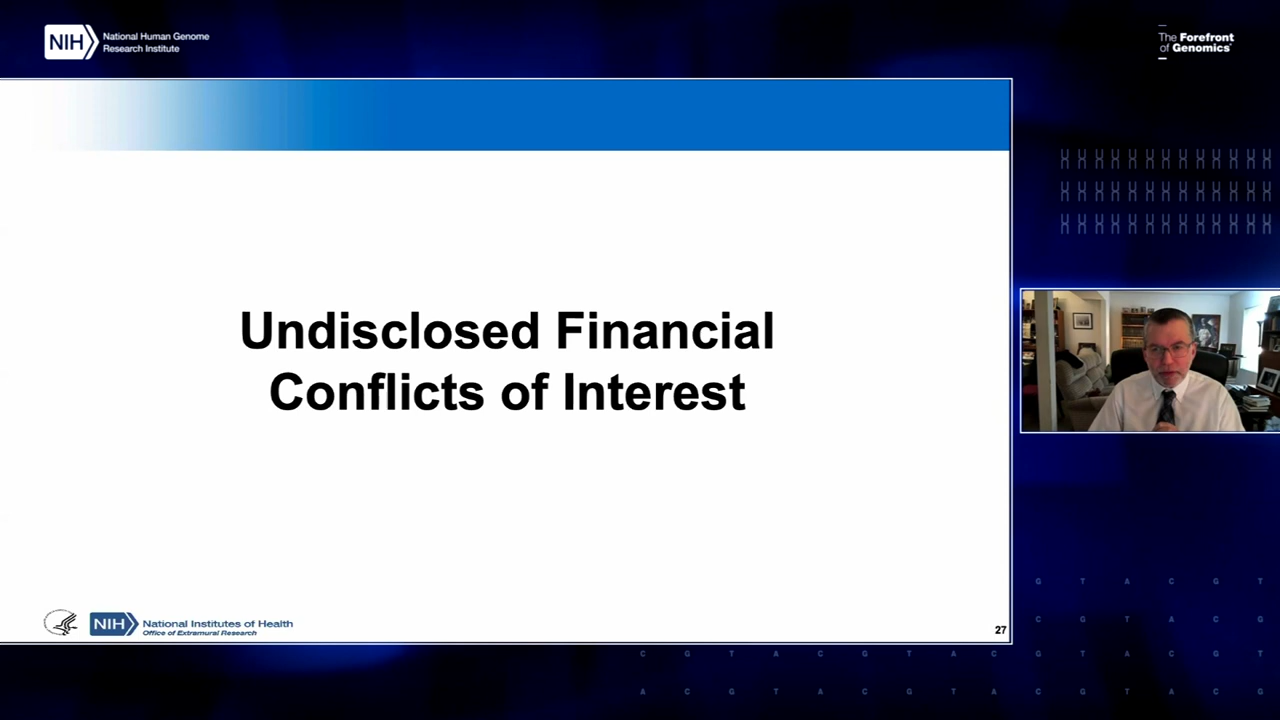 NIH
National Human Genome
Research Institute
The Forefront
of Genomics
Undisclosed Financial
Conflicts of Interest
NIH
National Institutes of Health
Office of Extramural Research
27
G T A C G T
C G T A C G
C G T A C G T A C G T A C G T
A C G T A C G T A C G T A C G